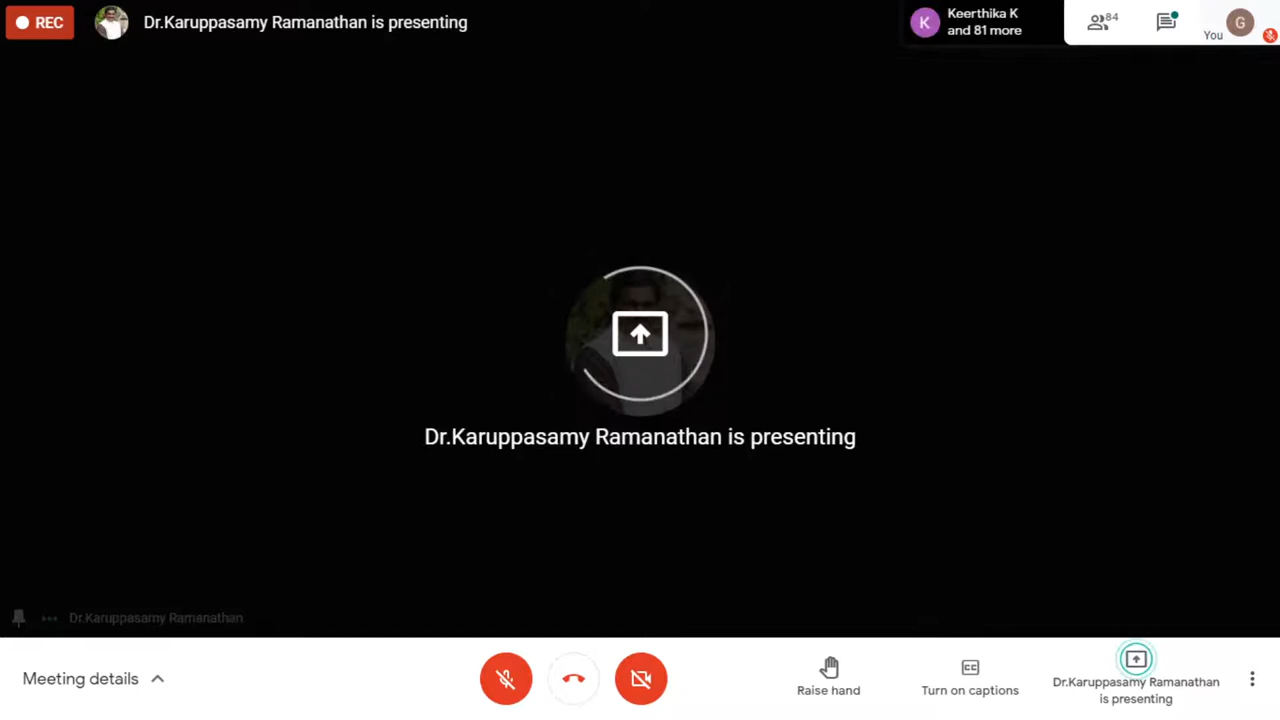 REC
Dr.Karuppasamy Ramanathan is presenting
K
Keerthika K
and 81 more
84
You
G
Dr.Karuppasamy Ramanathan is presenting
Dr.Karuppasamy Ramanathan
Meeting details
Raise hand
CC
Turn on captions
Dr.Karuppasamy Ramanathan
is presenting